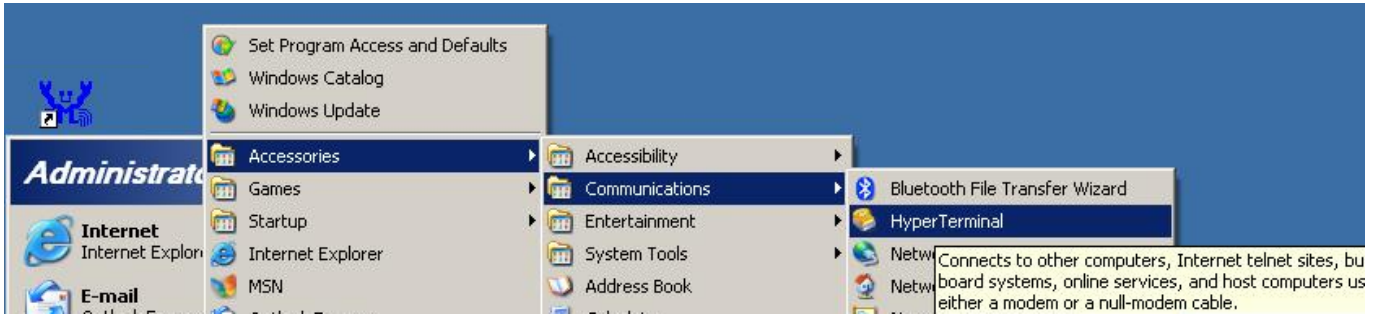 Set Program Access and Defaults
Windows Catalog
Windows Update
Administrato
Accessories
Games
Startup
Internet Explorer
MSN
Internet
Internet Explor
E-mail
Accessibility
Communications
Entertainment
System Tools
Address Book
Bluetooth File Transfer Wizard
HyperTerminal
Netw
Netw
Connects to other computers, Internet telnet sites, bu
board systems, online services, and host computers us
either a modem or a null-modem cable.